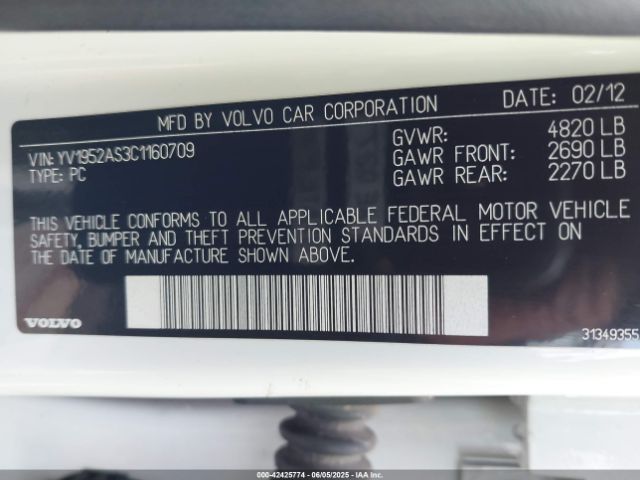 MFD BY VOLVO CAR CORPORATION DATE: 02/12
VIN: YV1952AS3C1160709
TYPE: PC
GVWR: 4820 LB
GAWR FRONT: 2690 LB
GAWR REAR: 2270 LB
THIS VEHICLE CONFORMS TO ALL APPLICABLE FEDERAL MOTOR VEHICLE
SAFETY, BUMPER AND THEFT PREVENTION STANDARDS IN EFFECT ON
THE DATE OF MANUFACTURE SHOWN ABOVE.
VOLVO
31349355
000-42425774 - 06/05/2025 - IAA Inc.